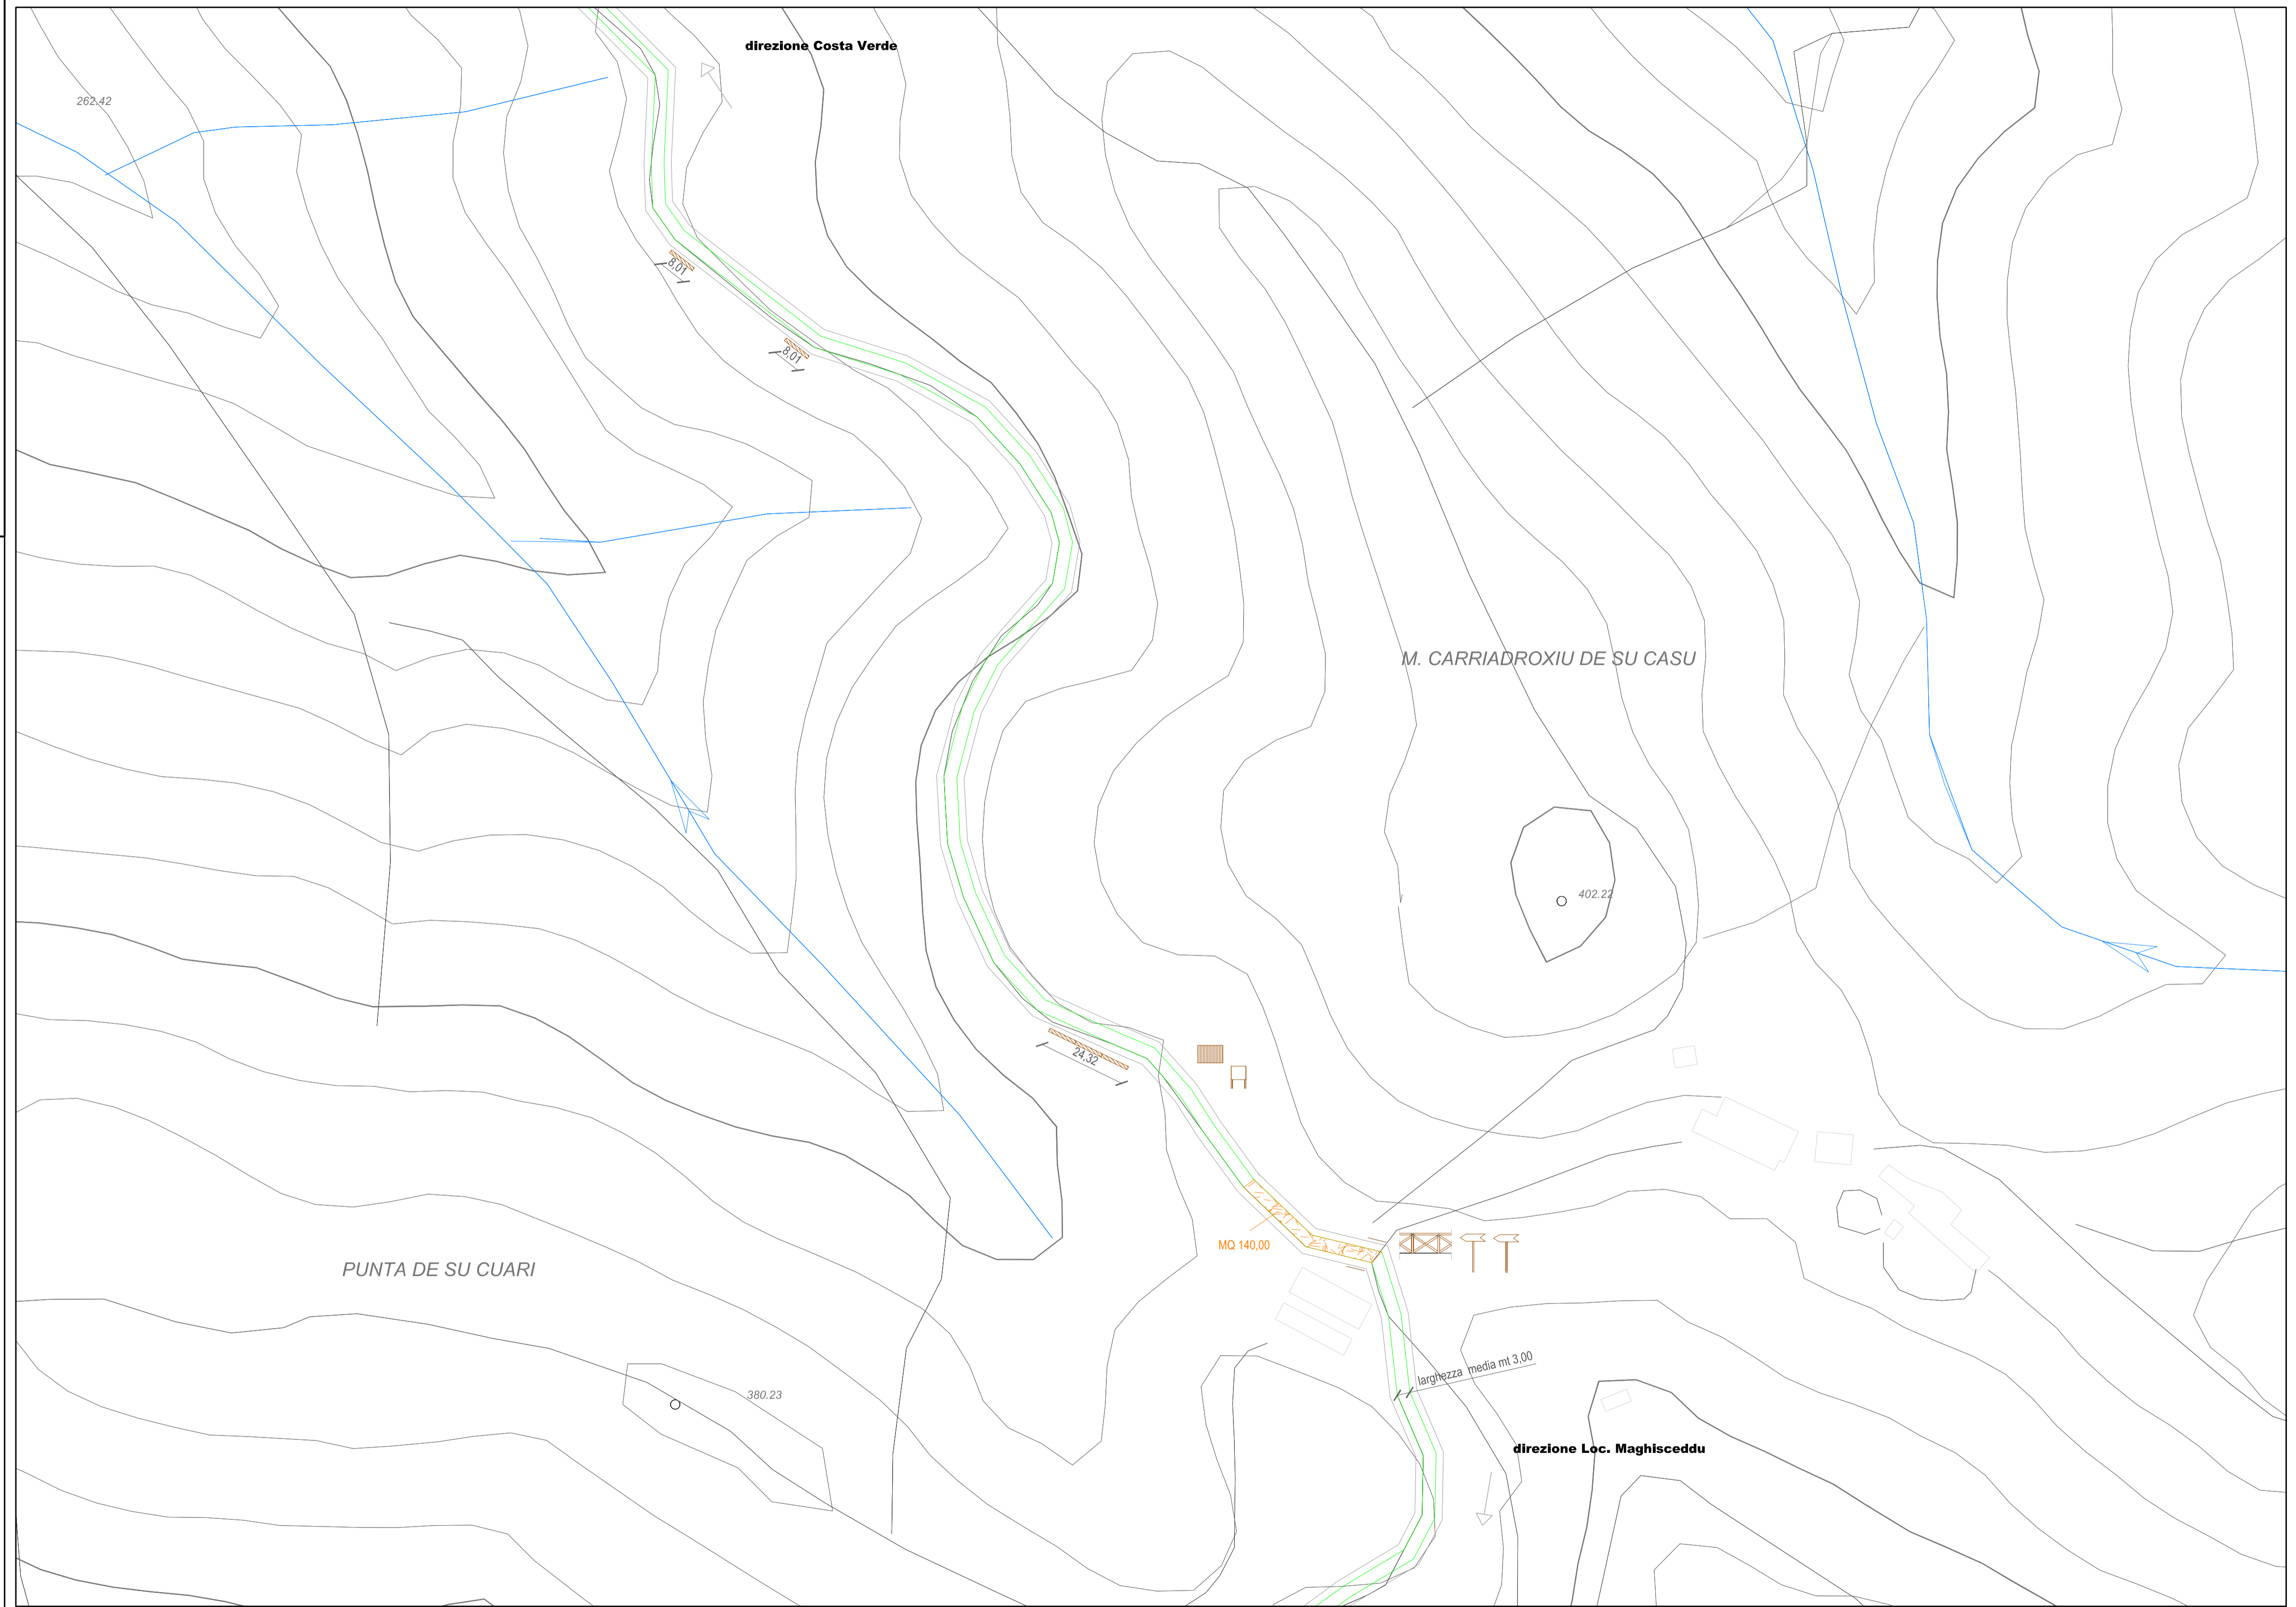 direzione Costa Verde
262.42
8,01
8,01
M. CARRIADROXIU DE SU CASU
402.22
24,32
MQ 140,00
PUNTA DE SU CUARI
larghezza media mt 3,00
380.23
direzione Loc. Maghisceddu